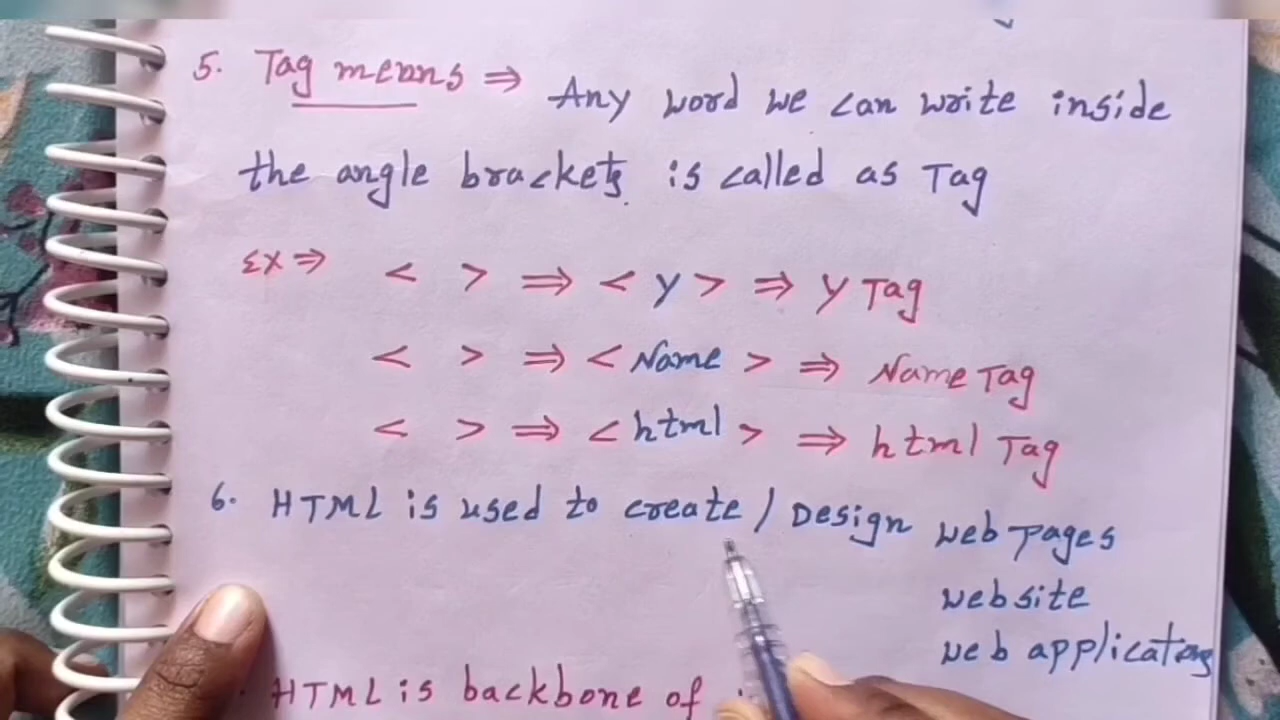 5. Tag means ⇒ Any word we can write inside
the angle brackets is called as Tag
Ex ⇒ < > ⇒ < y > ⇒ y Tag
< > ⇒ < Name > ⇒ Name Tag
< > ⇒ < html > ⇒ html Tag
6. HTML is used to create / Design web pages
website
web applications
HTML is backbone of